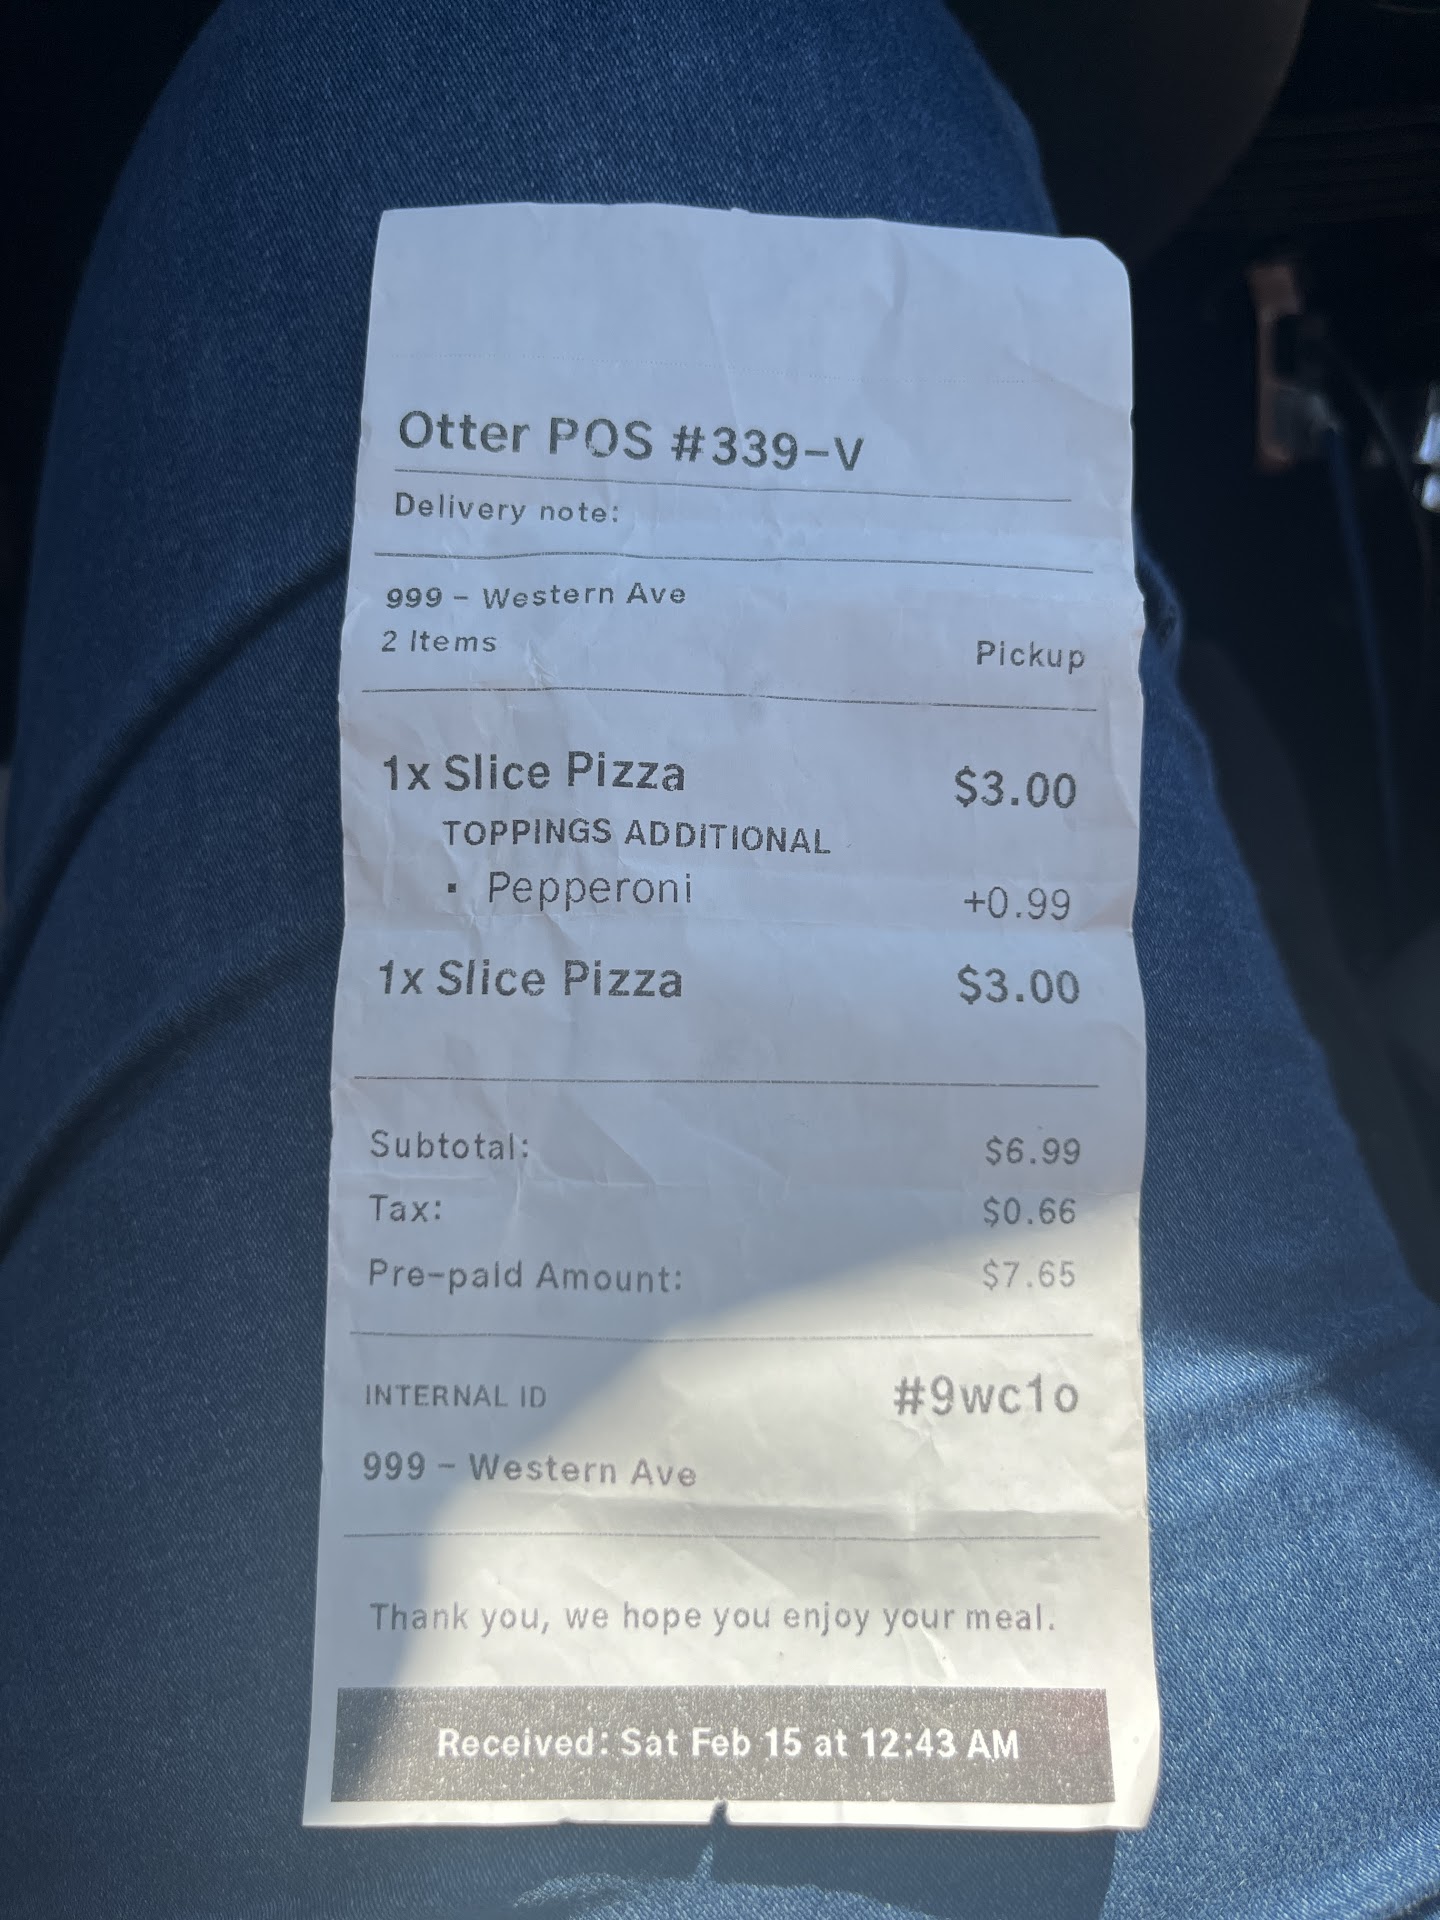 Otter POS #339-V
Delivery note:
999 - Western Ave
2 Items Pickup
1x Slice Pizza $3.00
TOPPINGS ADDITIONAL
▪ Pepperoni +0.99
1x Slice Pizza $3.00
Subtotal: $6.99
Tax: $0.66
Pre-paid Amount: $7.65
INTERNAL ID #9wc1o
999 - Western Ave
Thank you, we hope you enjoy your meal.
Received: Sat Feb 15 at 12:43 AM